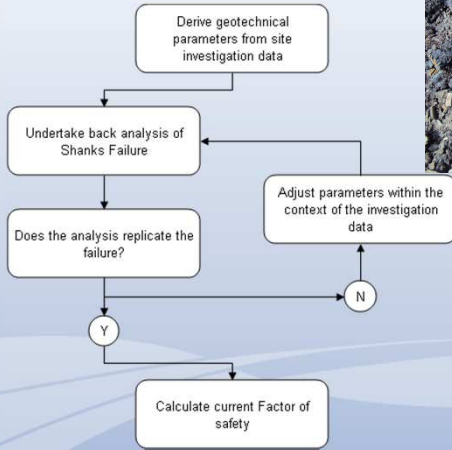 Derive geotechnical
parameters from site
investigation data
Undertake back analysis of
Shanks Failure
Adjust parameters within the
context of the investigation
data
Does the analysis replicate the
failure?
N
Y
Calculate current Factor of
safety